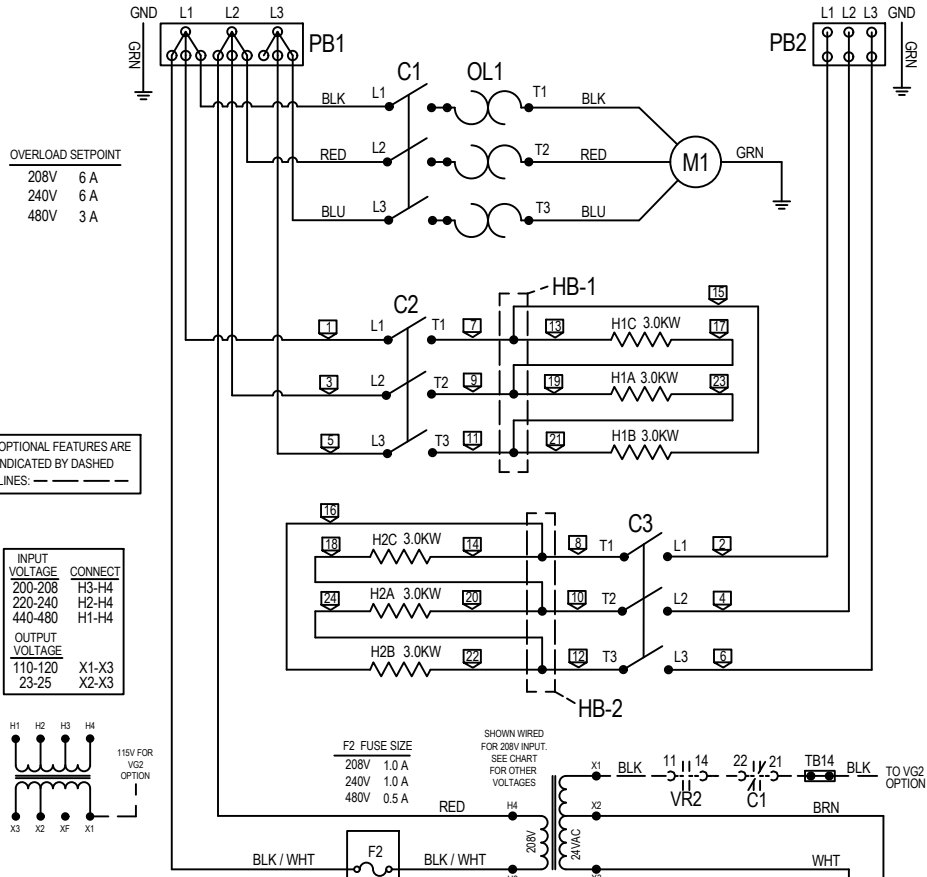 GND L1 L2 L3
PB1
GRN
L1 L2 L3 GND
PB2
GRN
C1 OL1
L1 T1
BLK BLK
L2 T2
RED RED
M1 GRN
L3 T3
BLU BLU
OVERLOAD SETPOINT
208V 6 A
240V 6 A
480V 3 A
HB-1
C2
15
1 L1 T1 7 13 H1C 3.0KW 17
3 L2 T2 9 19 H1A 3.0KW 23
5 L3 T3 11 21 H1B 3.0KW
OPTIONAL FEATURES ARE
INDICATED BY DASHED
LINES:
16
C3
18 H2C 3.0KW 14 8 T1 L1 2
24 H2A 3.0KW 20 10 T2 L2 4
H2B 3.0KW 22 12 T3 L3 6
HB-2
INPUT
VOLTAGE CONNECT
200-208 H3-H4
220-240 H2-H4
440-480 H1-H4
OUTPUT
VOLTAGE
110-120 X1-X3
23-25 X2-X3
H1 H2 H3 H4
115V FOR
VG2
OPTION
X3 X2 XF X1
F2 FUSE SIZE
208V 1.0 A
240V 1.0 A
480V 0.5 A
SHOWN WIRED
FOR 208V INPUT.
SEE CHART
FOR OTHER
VOLTAGES
X1 BLK 11 14 22 21 TB14 BLK TO VG2
OPTION
VR2 C1
RED H4 X2 BRN
208V 24VAC
BLK / WHT F2 BLK / WHT WHT